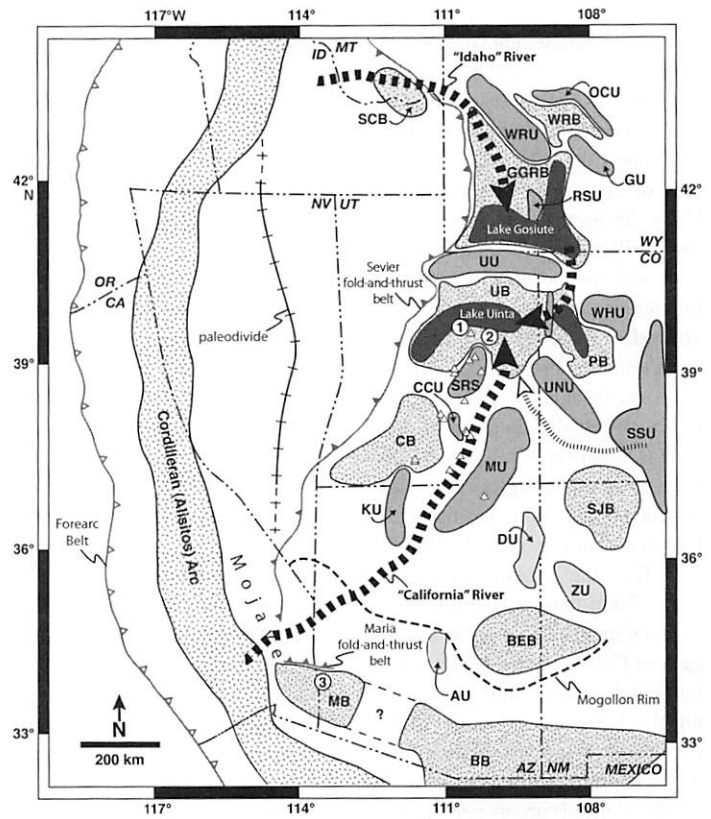 117°W 114° 111° 108°
ID MT
"Idaho" River
OCU
SCB
WRB
WRU
GU
GGRB
42°
N
42°
RSU
NV UT
Lake Gosiute
WY
CO
UU
OR
CA
Sevier
fold-and-thrust
belt
UB
Lake Uinta
WHU
paleodivide
1
2
39°
39°
PB
CCU
SRS
UNU
SSU
CB
MU
Cordilleran (Alisitos) Arc
KU
SJB
Forearc
Belt
DU
36°
36°
Mojave
ZU
"California" River
BEB
Maria
fold-and-thrust
belt
3
MB
?
AU
Mogollon Rim
N
33°
33°
200 km
BB
AZ NM
MEXICO
117° 114° 111° 108°